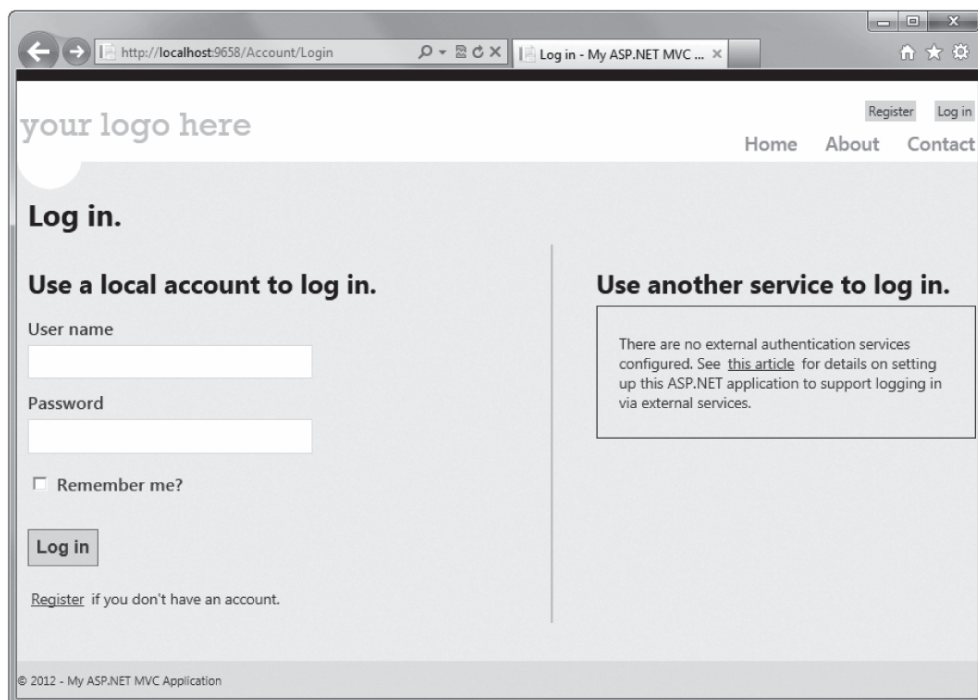 http://localhost:9658/Account/Login
Log in - My ASP.NET MVC ...
your logo here
Register Log in
Home About Contact
Log in.
Use a local account to log in.
User name
Password
Remember me?
Log in
Register if you don't have an account.
Use another service to log in.
There are no external authentication services
configured. See this article for details on setting
up this ASP.NET application to support logging in
via external services.
© 2012 - My ASP.NET MVC Application